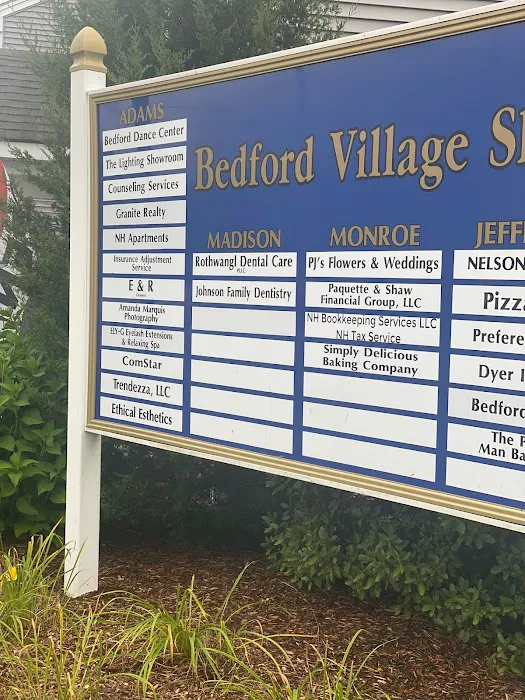 Bedford Village S
ADAMS
Bedford Dance Center
The Lighting Showroom
Counseling Services
Granite Realty
NH Apartments
Insurance Adjustment
Service
E & R
Amanda Marquis
Photography
ELY-G Eyelash Extensions
& Relaxing Spa
ComStar
Trendezza, LLC
Ethical Esthetics
MADISON
Rothwangl Dental Care
PLLC
Johnson Family Dentistry
MONROE
PJ's Flowers & Weddings
Paquette & Shaw
Financial Group, LLC
NH Bookkeeping Services LLC
NH Tax Service
Simply Delicious
Baking Company
JEFF
NELSON
Pizz
Prefere
Dyer I
Bedford
The P
Man Ba